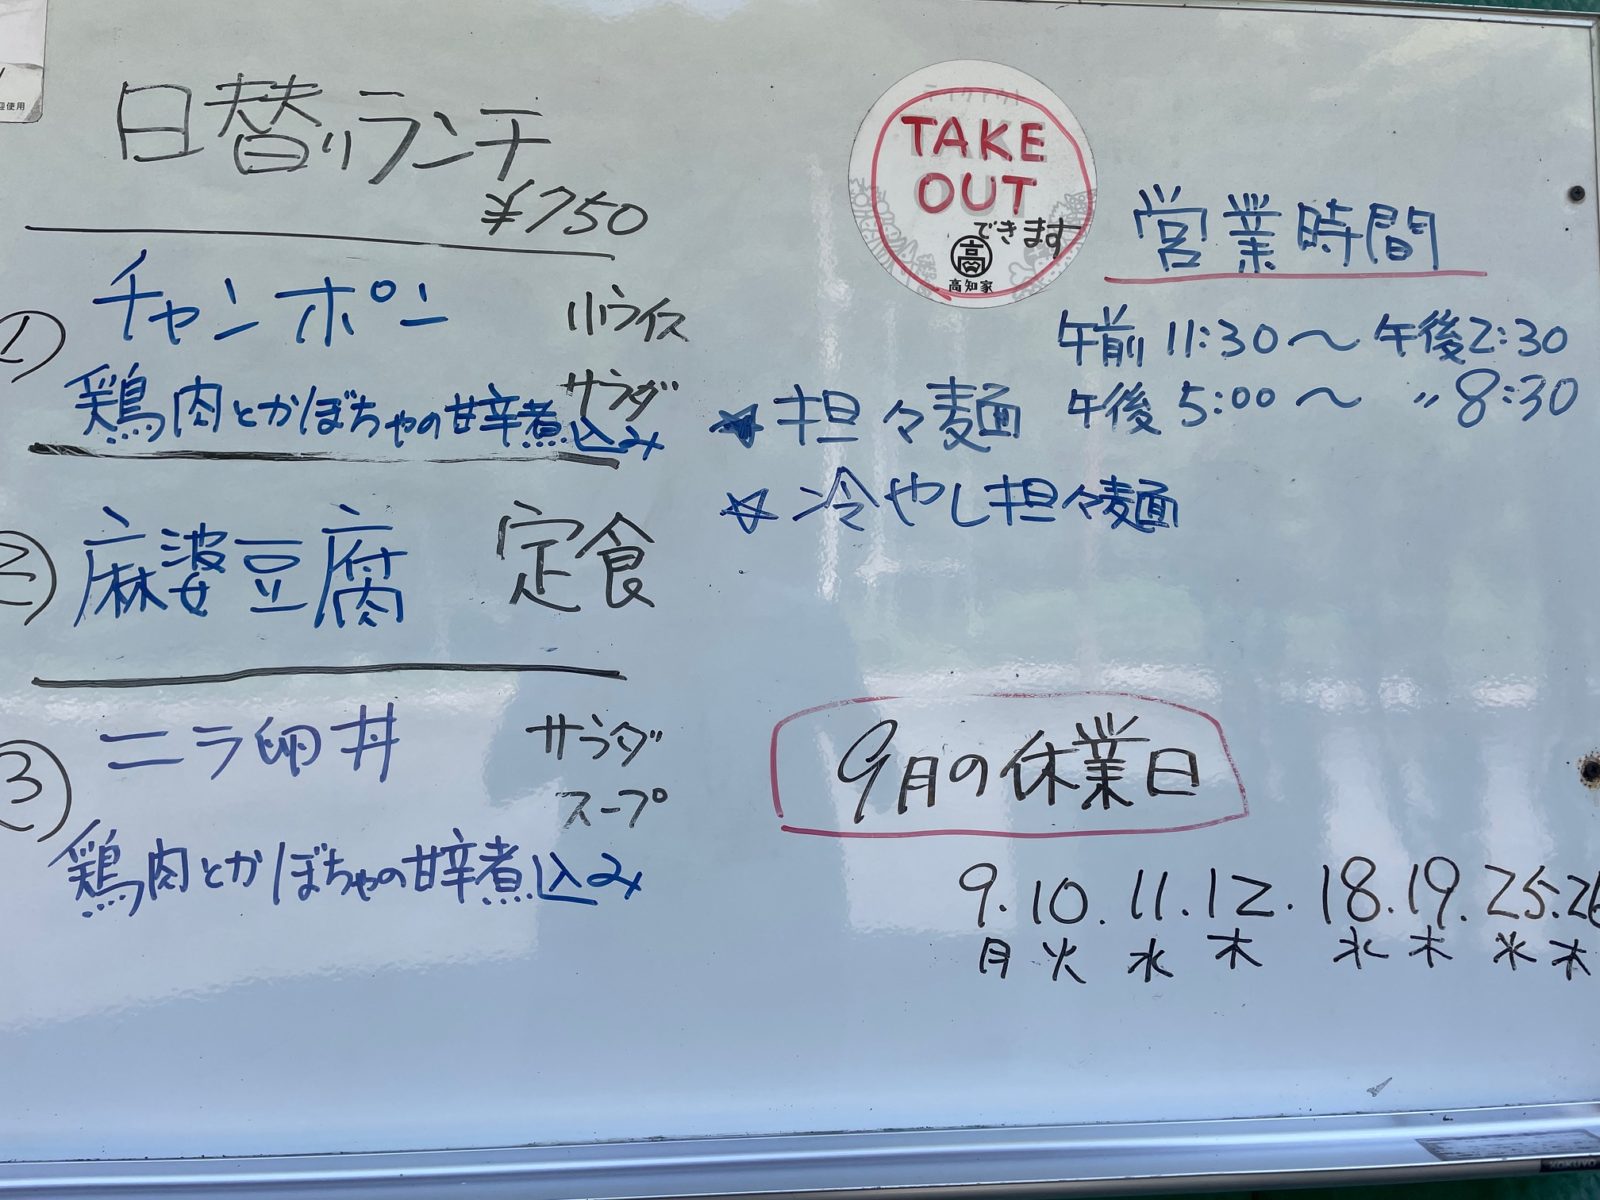 日替りランチ
¥750
① チャンポン 小ライス
サラダ
鶏肉とかぼちゃの甘辛煮込み
② 麻婆豆腐 定食
③ ニラ卵丼 サラダ
スープ
鶏肉とかぼちゃの甘辛煮込み
TAKE
OUT
できます
高
高知家
営業時間
午前 11:30 〜 午後2:30
午後 5:00 〜 〃 8:30
★ 担々麺
☆ 冷やし担々麺
9月の休業日
9. 10. 11. 12. 18. 19. 25. 26
月 火 水 木 水 木 水 木